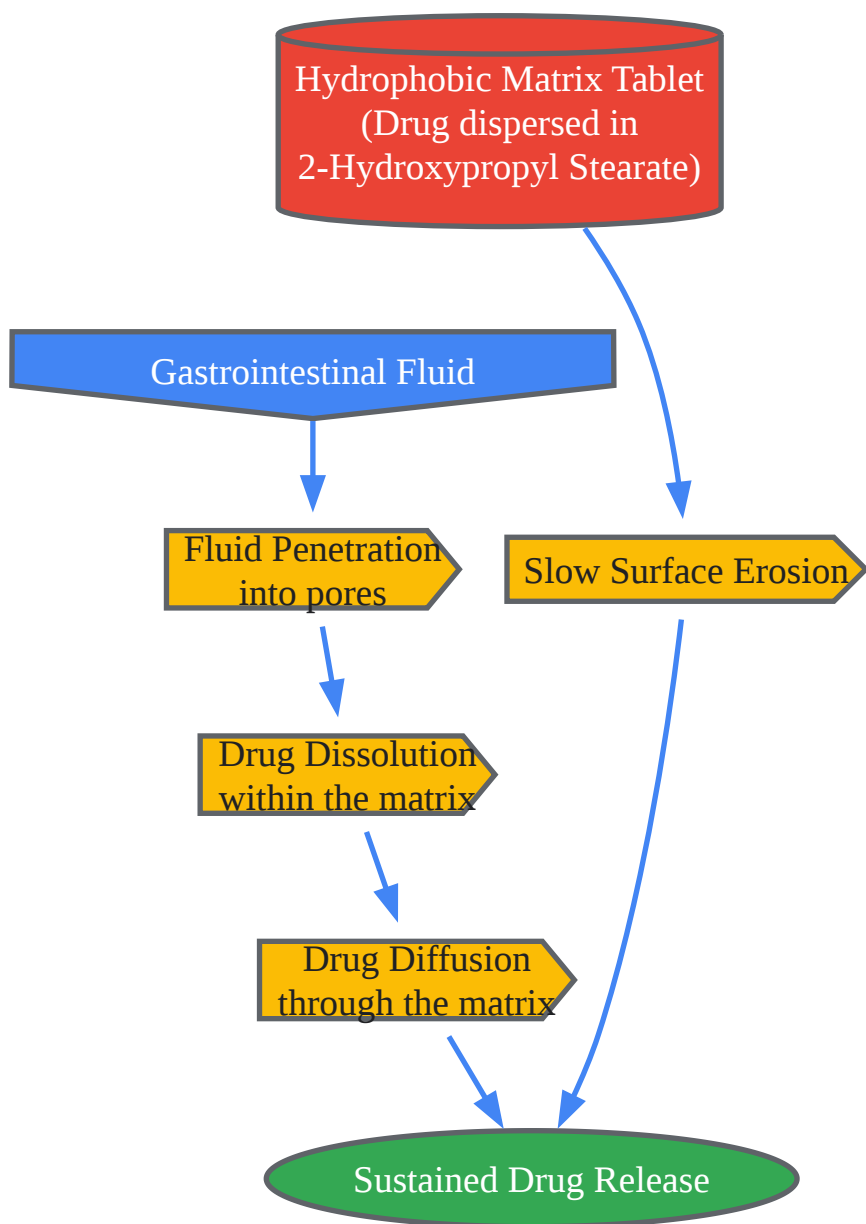 Hydrophobic Matrix Tablet
(Drug dispersed in
2-Hydroxypropyl Stearate)
Gastrointestinal Fluid
Fluid Penetration
into pores
Slow Surface Erosion
Drug Dissolution
within the matrix
Drug Diffusion
through the matrix
Sustained Drug Release